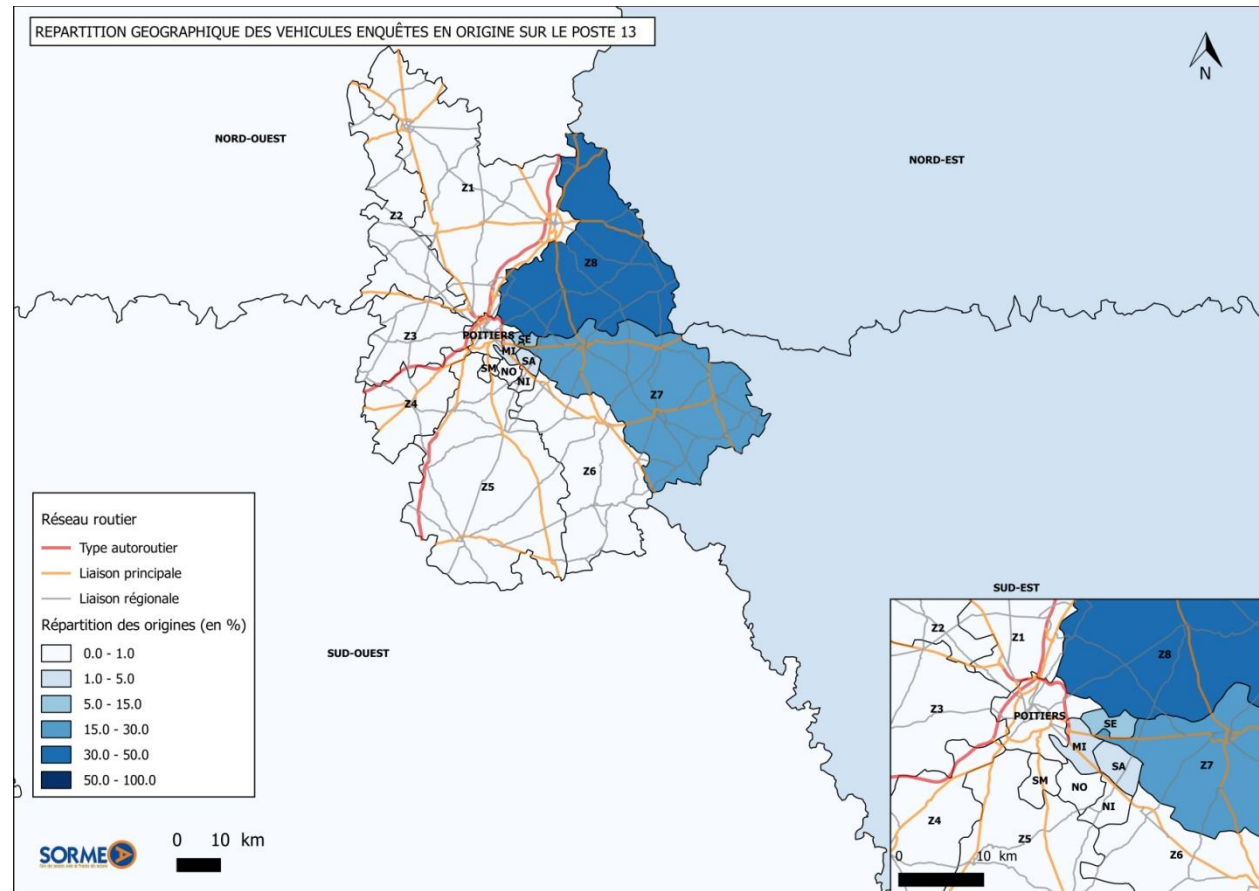 REPARTITION GEOGRAPHIQUE DES VEHICULES ENQUÊTES EN ORIGINE SUR LE POSTE 13
N
NORD-OUEST
NORD-EST
Z1
Z2
Z8
Z3
POITIERS
SE
MI
SA
SM
NO
NI
Z4
Z7
Z5
Z6
SUD-OUEST
SUD-EST
Réseau routier
Type autoroutier
Liaison principale
Liaison régionale
Répartition des origines (en %)
0.0 - 1.0
1.0 - 5.0
5.0 - 15.0
15.0 - 30.0
30.0 - 50.0
50.0 - 100.0
SORMEA
0 10 km
Z2
Z1
Z8
Z3
POITIERS
SE
MI
SA
Z7
SM
NO
NI
Z4
Z5
Z6
0 10 km